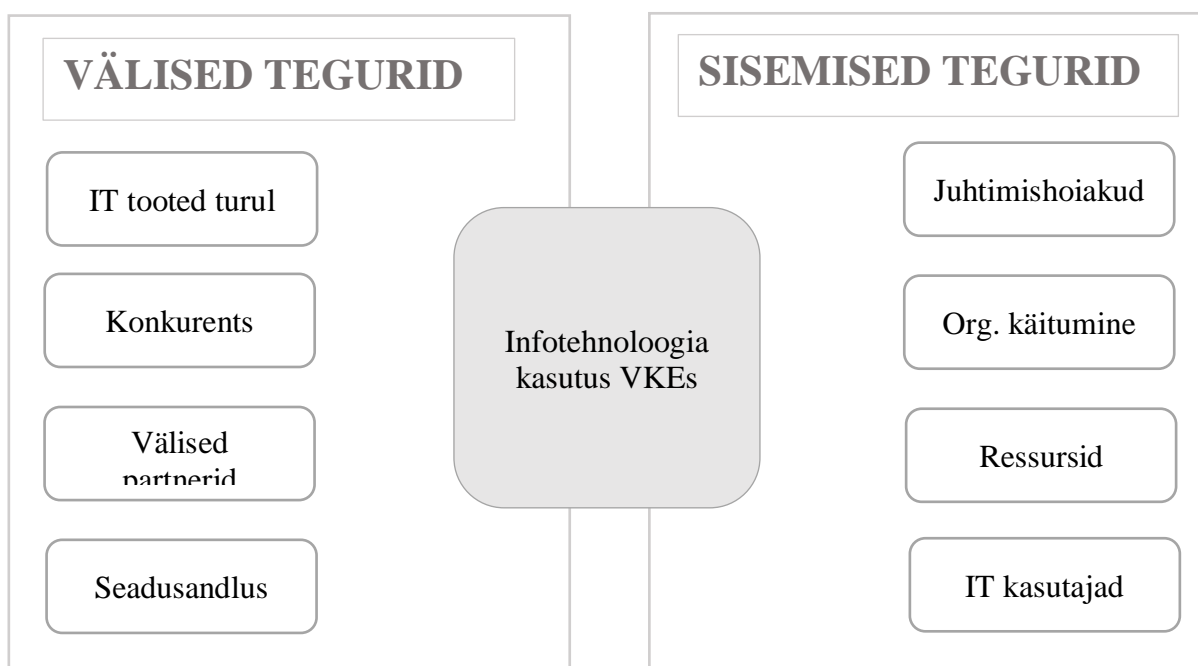 VÄLISED TEGURID
IT tooted turul
Konkurents
Välised
partnerid
Seadusandlus
Infotehnoloogia
kasutus VKEs
SISEMISED TEGURID
Juhtimishoiakud
Org. käitumine
Ressursid
IT kasutajad